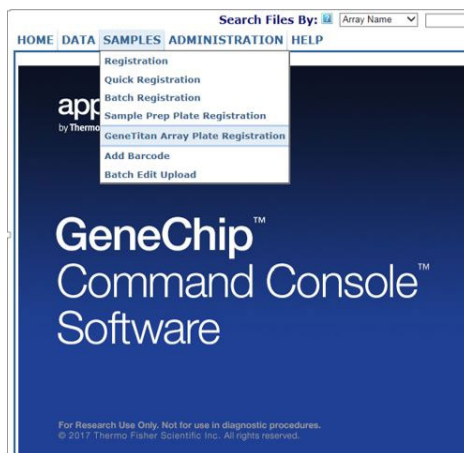 Search Files By: Array Name
HOME DATA SAMPLES ADMINISTRATION HELP
Registration
Quick Registration
Batch Registration
Sample Prep Plate Registration
GeneTitan Array Plate Registration
Add Barcode
Batch Edit Upload
app
by Thermo
GeneChip™
Command Console™
Software
For Research Use Only. Not for use in diagnostic procedures.
© 2017 Thermo Fisher Scientific Inc. All rights reserved.